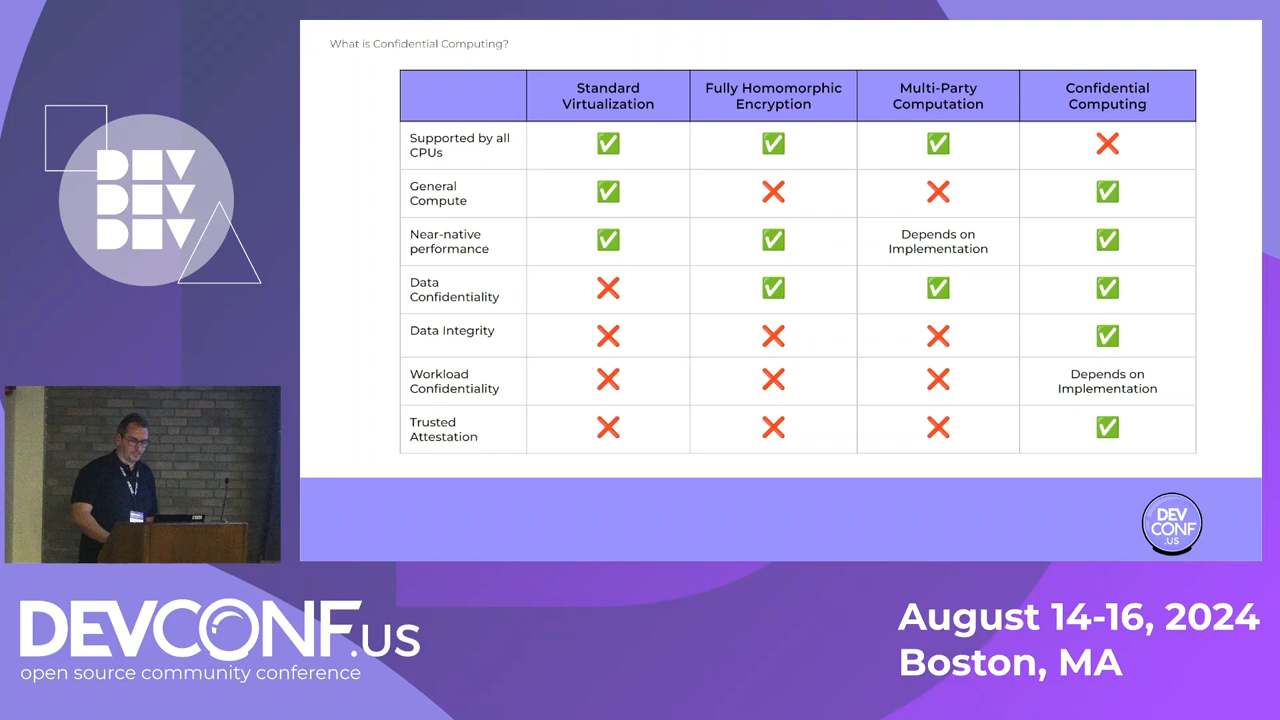 What is Confidential Computing?
Standard
Virtualization
Fully Homomorphic
Encryption
Multi-Party
Computation
Confidential
Computing
Supported by all
CPUs
✅ ✅ ✅ ❌
General
Compute
✅ ❌ ❌ ✅
Near-native
performance
✅ ✅ Depends on
Implementation
✅
Data
Confidentiality
❌ ✅ ✅ ✅
Data Integrity
❌ ❌ ❌ ✅
Workload
Confidentiality
❌ ❌ ❌ Depends on
Implementation
Trusted
Attestation
❌ ❌ ❌ ✅
DEV
DEV
DEV
DEV
CONF
.US
DEVCONF.US
open source community conference
August 14-16, 2024
Boston, MA